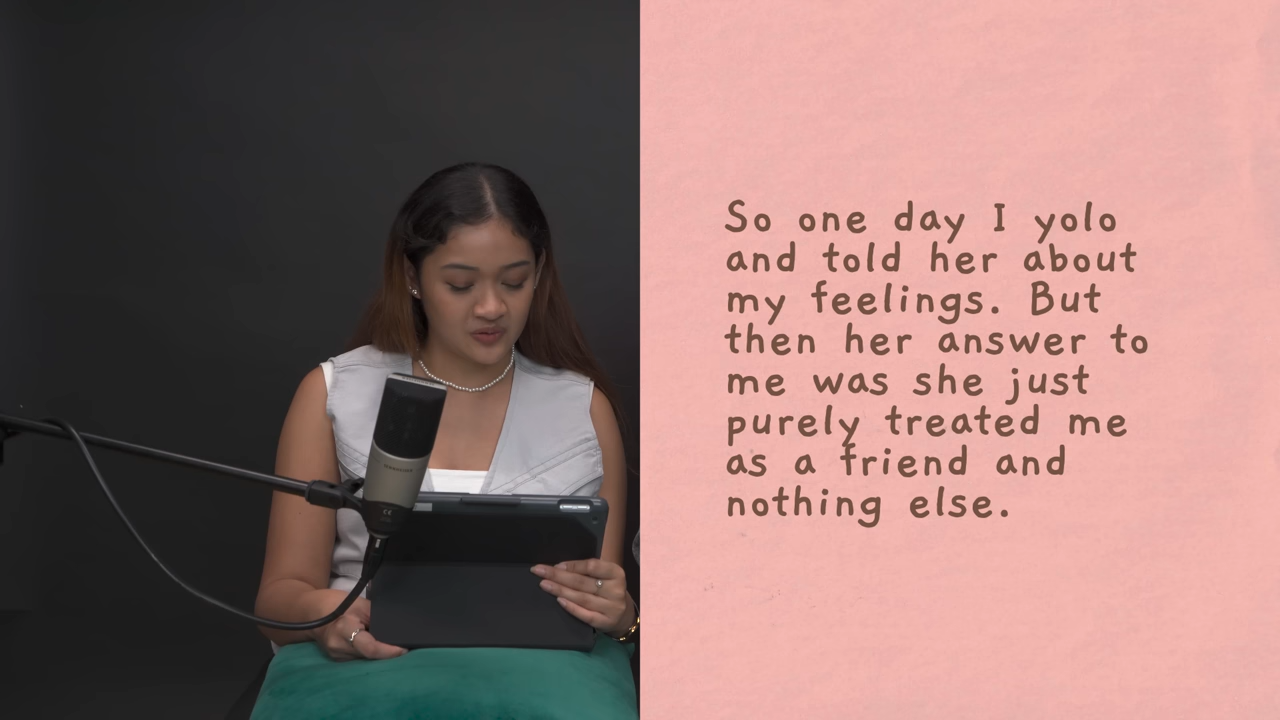 So one day I yolo
and told her about
my feelings. But
then her answer to
me was she just
purely treated me
as a friend and
nothing else.